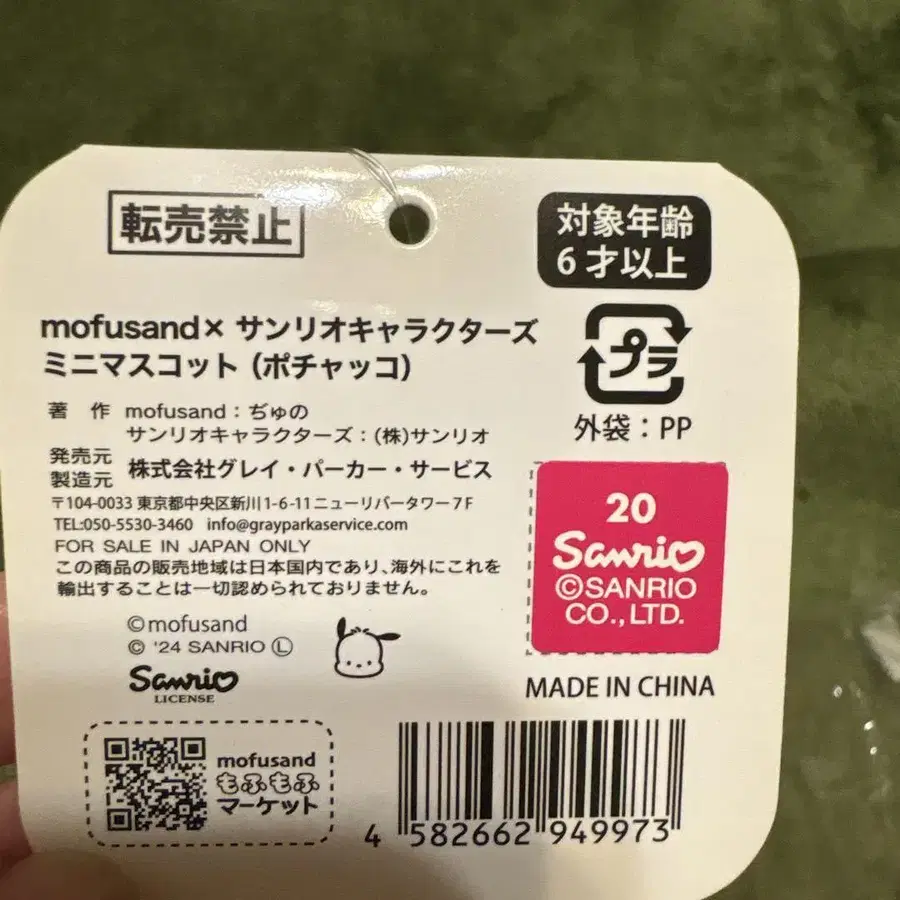 転売禁止
対象年齢
6才以上
mofusand× サンリオキャラクターズ
ミニマスコット（ポチャッコ）
プラ
外袋：PP
著 作 mofusand：ぢゅの
サンリオキャラクターズ：(株)サンリオ
発売元
製造元 株式会社グレイ・パーカー・サービス
〒104-0033 東京都中央区新川1-6-11ニューリバータワー7F
TEL:050-5530-3460 info@grayparkaservice.com
FOR SALE IN JAPAN ONLY
この商品の販売地域は日本国内であり、海外にこれを
輸出することは一切認められておりません。
20
Sanrio
©SANRIO
CO.,LTD.
©mofusand
© '24 SANRIO Ⓛ
Sanrio
LICENSE
MADE IN CHINA
mofusand
もふもふ
マーケット
4 582662 949973